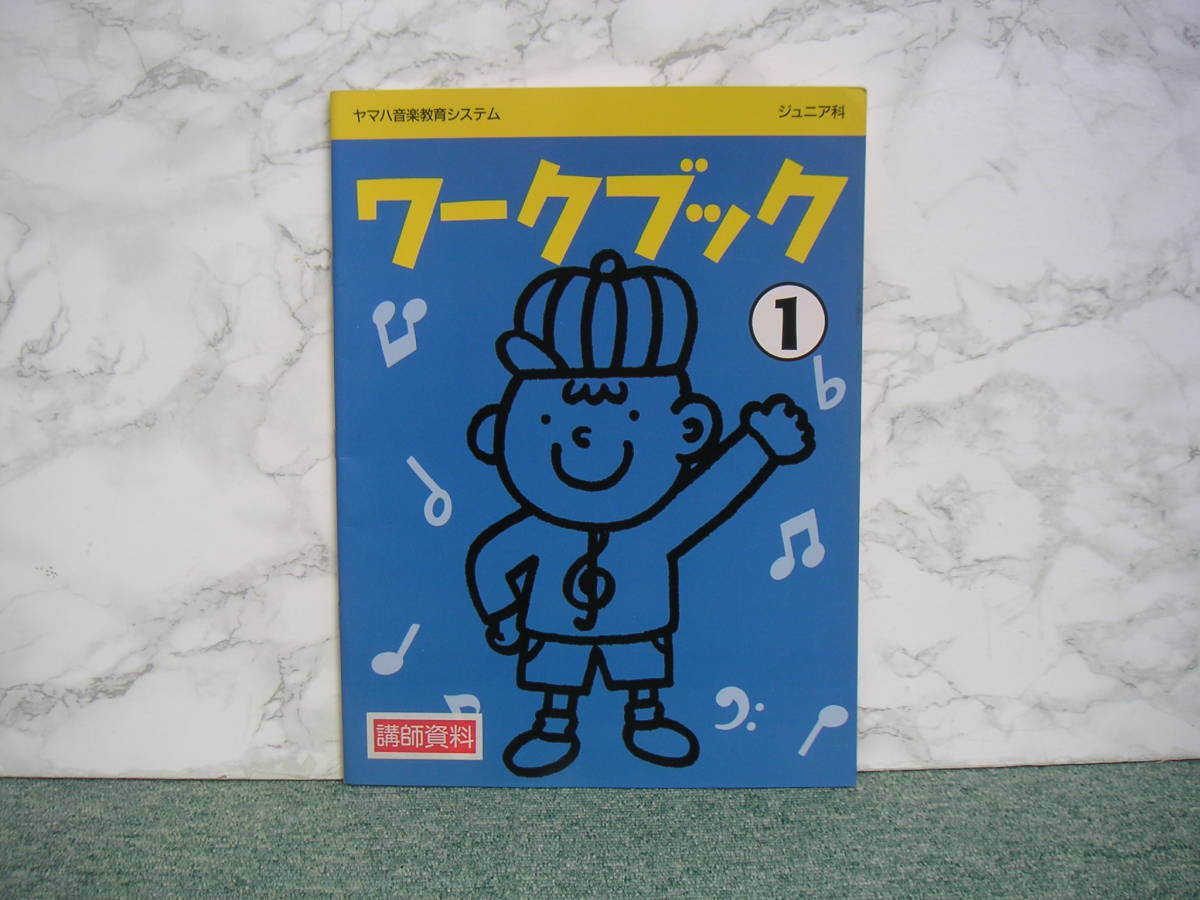 ヤマハ音楽教育システム ジュニア科
ワークブック
1
講師資料